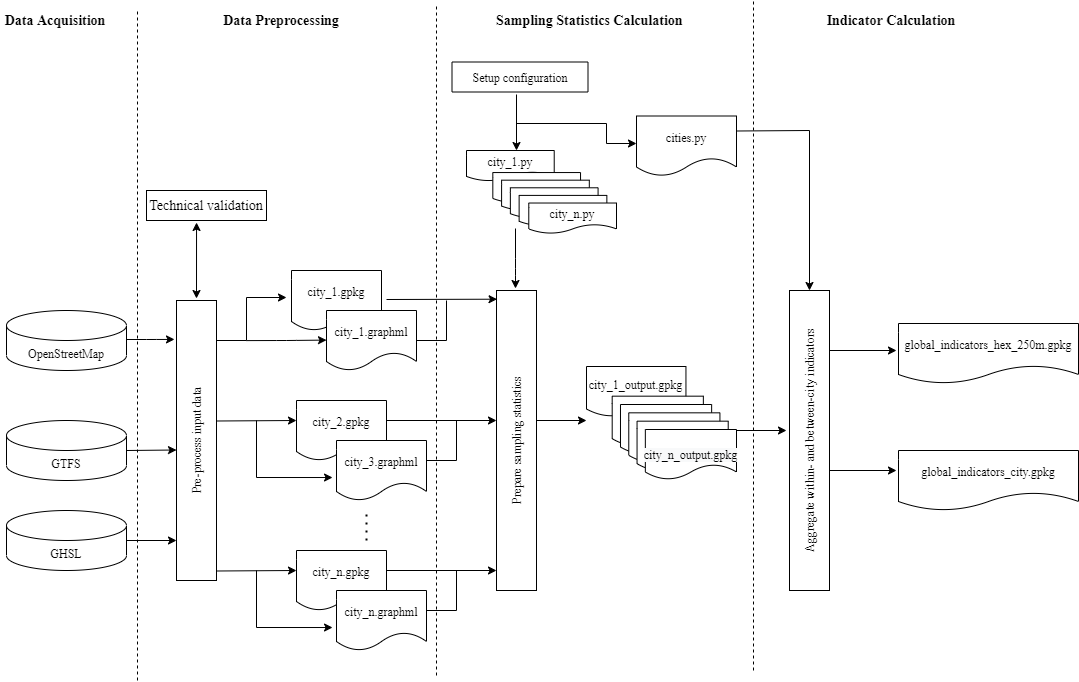 Data Acquisition
Data Preprocessing
Sampling Statistics Calculation
Indicator Calculation
Setup configuration
cities.py
city_1.py
city_n.py
Technical validation
OpenStreetMap
GTFS
GHSL
Pre-process input data
city_1.gpkg
city_1.graphml
city_2.gpkg
city_3.graphml
city_n.gpkg
city_n.graphml
Prepare sampling statistics
city_1_output.gpkg
city_n_output.gpkg
Aggregate within- and between-city indicators
global_indicators_hex_250m.gpkg
global_indicators_city.gpkg